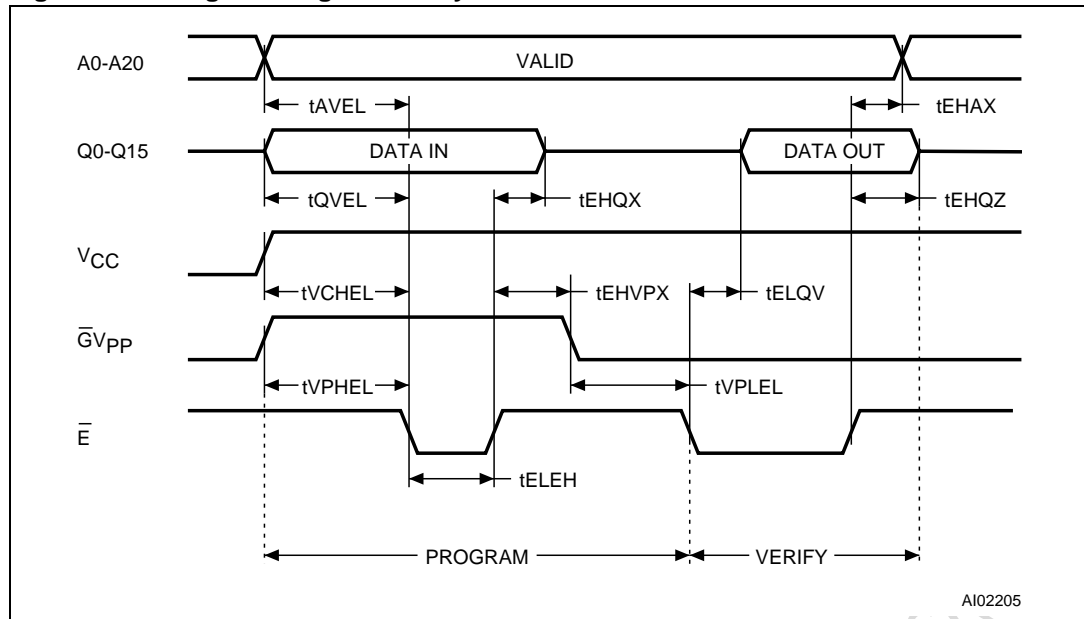 A0-A20
VALID
tAVEL
tEHAX
Q0-Q15
DATA IN
DATA OUT
tQVEL
tEHQX
tEHQZ
VCC
tVCHEL
tEHVPX
tELQV
G̅VPP
tVPHEL
tVPLEL
E̅
tELEH
PROGRAM
VERIFY
AI02205